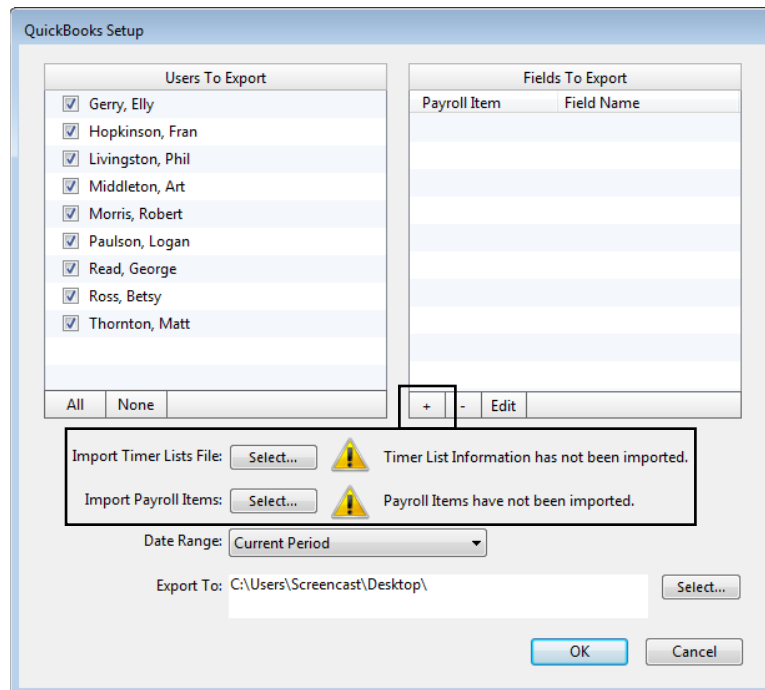 QuickBooks Setup
Users To Export
Gerry, Elly
Hopkinson, Fran
Livingston, Phil
Middleton, Art
Morris, Robert
Paulson, Logan
Read, George
Ross, Betsy
Thornton, Matt
All None
Fields To Export
Payroll Item Field Name
+ - Edit
Import Timer Lists File: Select... Timer List Information has not been imported.
Import Payroll Items: Select... Payroll Items have not been imported.
Date Range: Current Period
Export To: C:\Users\Screencast\Desktop\ Select...
OK Cancel